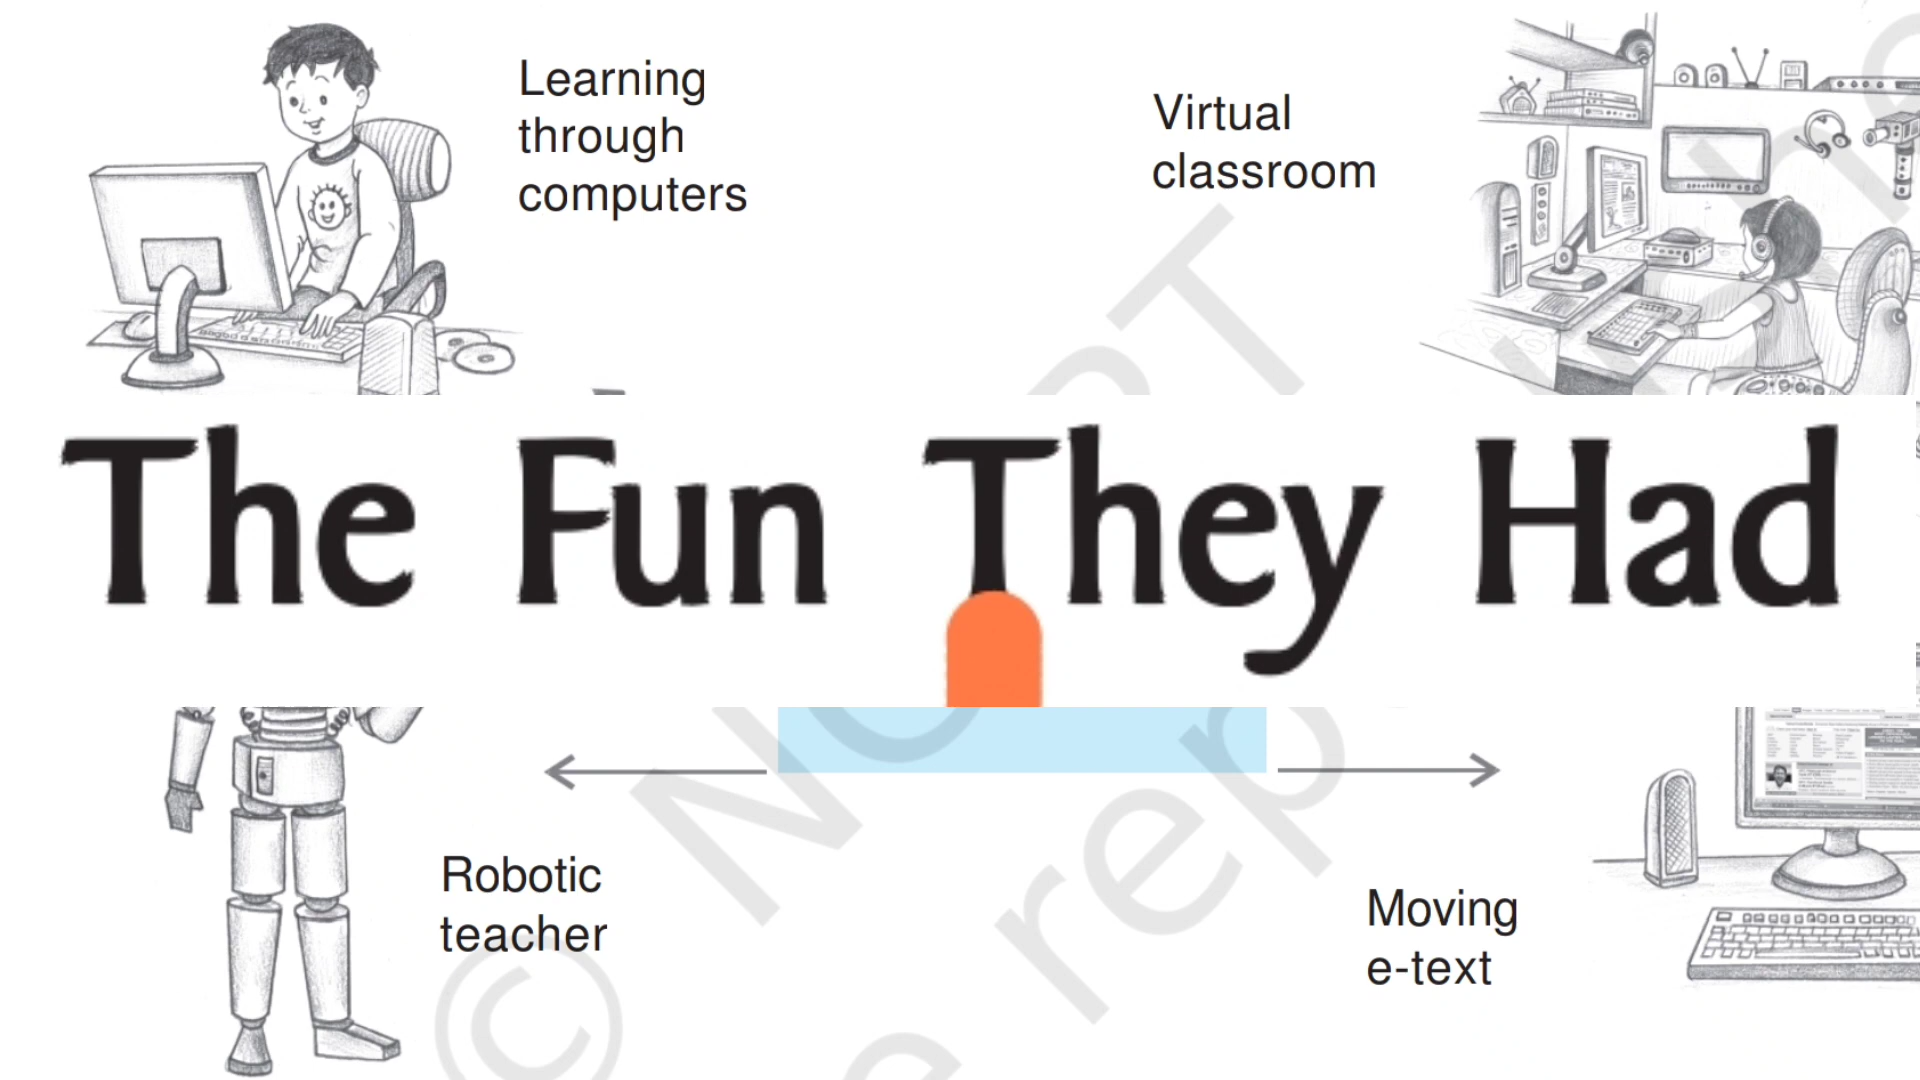 Learning
through
computers
Virtual
classroom
The Fun They Had
Robotic
teacher
Moving
e-text